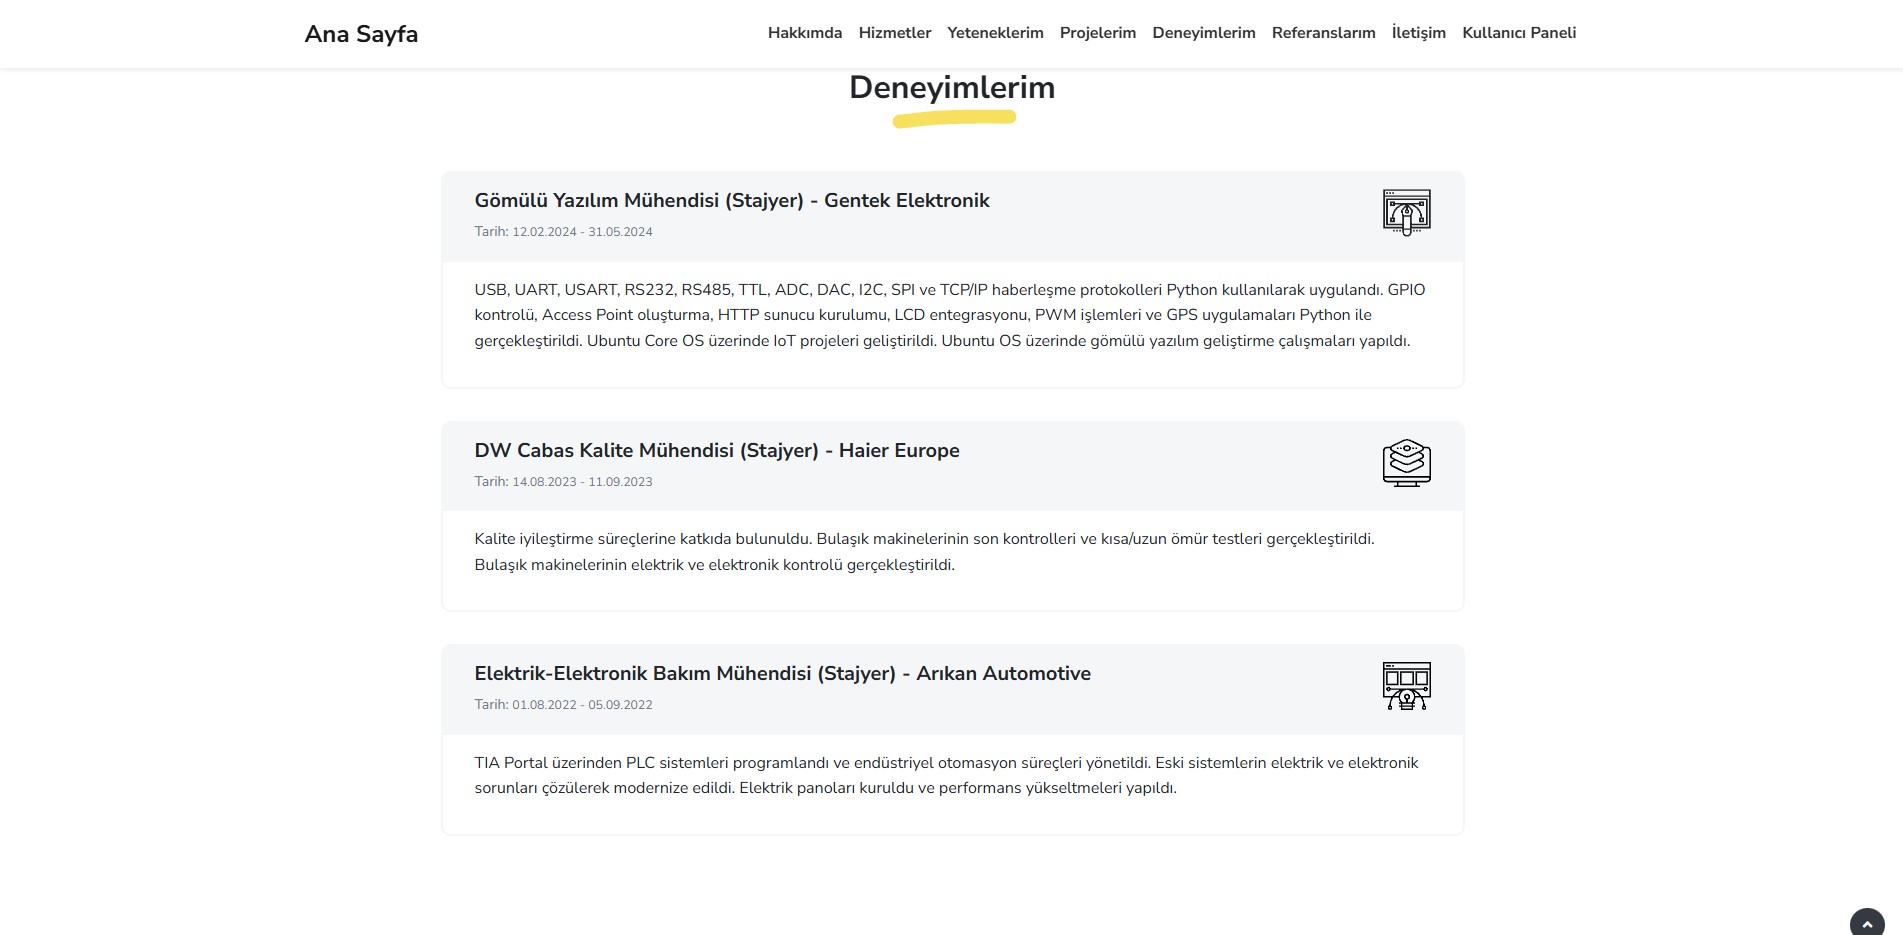 Ana Sayfa
Hakkımda Hizmetler Yeteneklerim Projelerim Deneyimlerim Referanslarım İletişim Kullanıcı Paneli
Deneyimlerim
Gömülü Yazılım Mühendisi (Stajyer) - Gentek Elektronik
Tarih: 12.02.2024 - 31.05.2024
USB, UART, USART, RS232, RS485, TTL, ADC, DAC, I2C, SPI ve TCP/IP haberleşme protokolleri Python kullanılarak uygulandı. GPIO
kontrolü, Access Point oluşturma, HTTP sunucu kurulumu, LCD entegrasyonu, PWM işlemleri ve GPS uygulamaları Python ile
gerçekleştirildi. Ubuntu Core OS üzerinde IoT projeleri geliştirildi. Ubuntu OS üzerinde gömülü yazılım geliştirme çalışmaları yapıldı.
DW Cabas Kalite Mühendisi (Stajyer) - Haier Europe
Tarih: 14.08.2023 - 11.09.2023
Kalite iyileştirme süreçlerine katkıda bulunuldu. Bulaşık makinelerinin son kontrolleri ve kısa/uzun ömür testleri gerçekleştirildi.
Bulaşık makinelerinin elektrik ve elektronik kontrolü gerçekleştirildi.
Elektrik-Elektronik Bakım Mühendisi (Stajyer) - Arıkan Automotive
Tarih: 01.08.2022 - 05.09.2022
TIA Portal üzerinden PLC sistemleri programlandı ve endüstriyel otomasyon süreçleri yönetildi. Eski sistemlerin elektrik ve elektronik
sorunları çözülerek modernize edildi. Elektrik panoları kuruldu ve performans yükseltmeleri yapıldı.